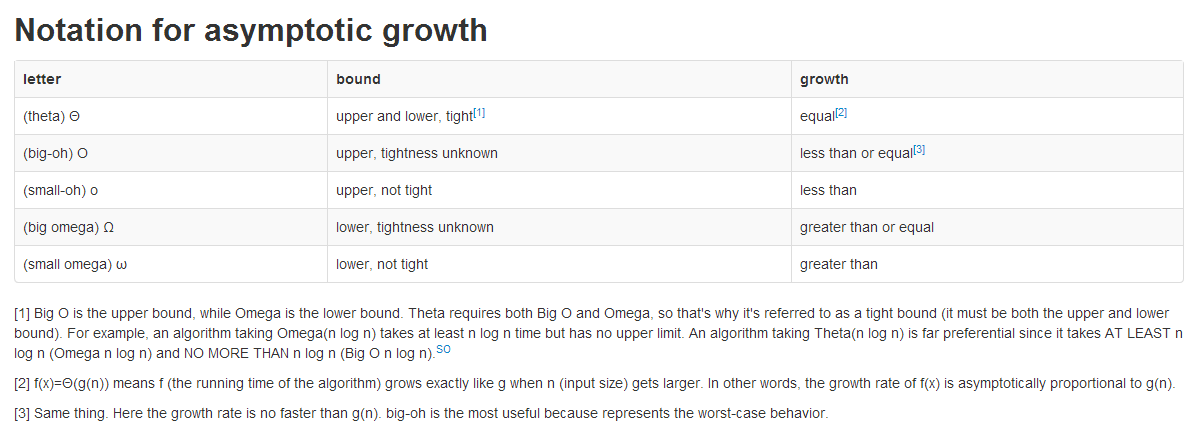 Notation for asymptotic growth
letter bound growth
(theta) Θ upper and lower, tight[1] equal[2]
(big-oh) O upper, tightness unknown less than or equal[3]
(small-oh) o upper, not tight less than
(big omega) Ω lower, tightness unknown greater than or equal
(small omega) ω lower, not tight greater than
[1] Big O is the upper bound, while Omega is the lower bound. Theta requires both Big O and Omega, so that's why it's referred to as a tight bound (it must be both the upper and lower
bound). For example, an algorithm taking Omega(n log n) takes at least n log n time but has no upper limit. An algorithm taking Theta(n log n) is far preferential since it takes AT LEAST n
log n (Omega n log n) and NO MORE THAN n log n (Big O n log n).SO
[2] f(x)=Θ(g(n)) means f (the running time of the algorithm) grows exactly like g when n (input size) gets larger. In other words, the growth rate of f(x) is asymptotically proportional to g(n).
[3] Same thing. Here the growth rate is no faster than g(n). big-oh is the most useful because represents the worst-case behavior.